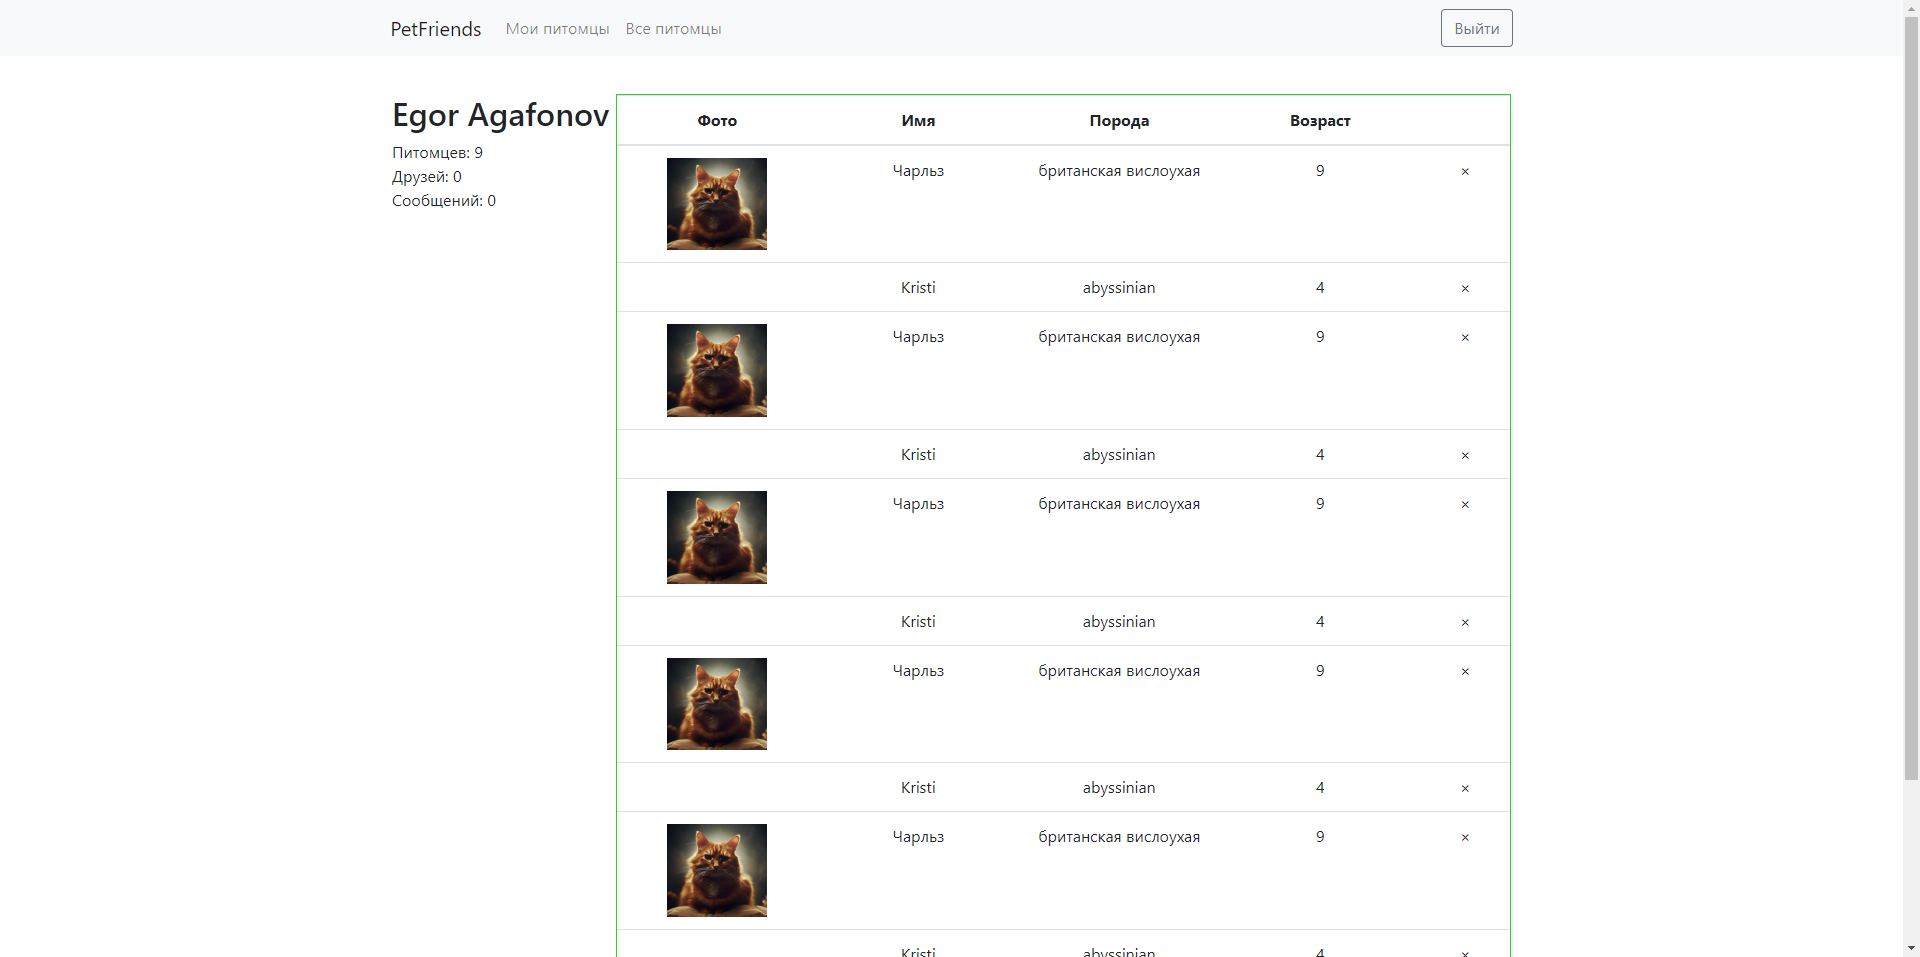 PetFriends Мои питомцы Все питомцы Выйти
Egor Agafonov
Питомцев: 9
Друзей: 0
Сообщений: 0
Фото Имя Порода Возраст
Чарльз британская вислоухая 9 ×
Kristi abyssinian 4 ×
Чарльз британская вислоухая 9 ×
Kristi abyssinian 4 ×
Чарльз британская вислоухая 9 ×
Kristi abyssinian 4 ×
Чарльз британская вислоухая 9 ×
Kristi abyssinian 4 ×
Чарльз британская вислоухая 9 ×
Kristi abyssinian 4 ×